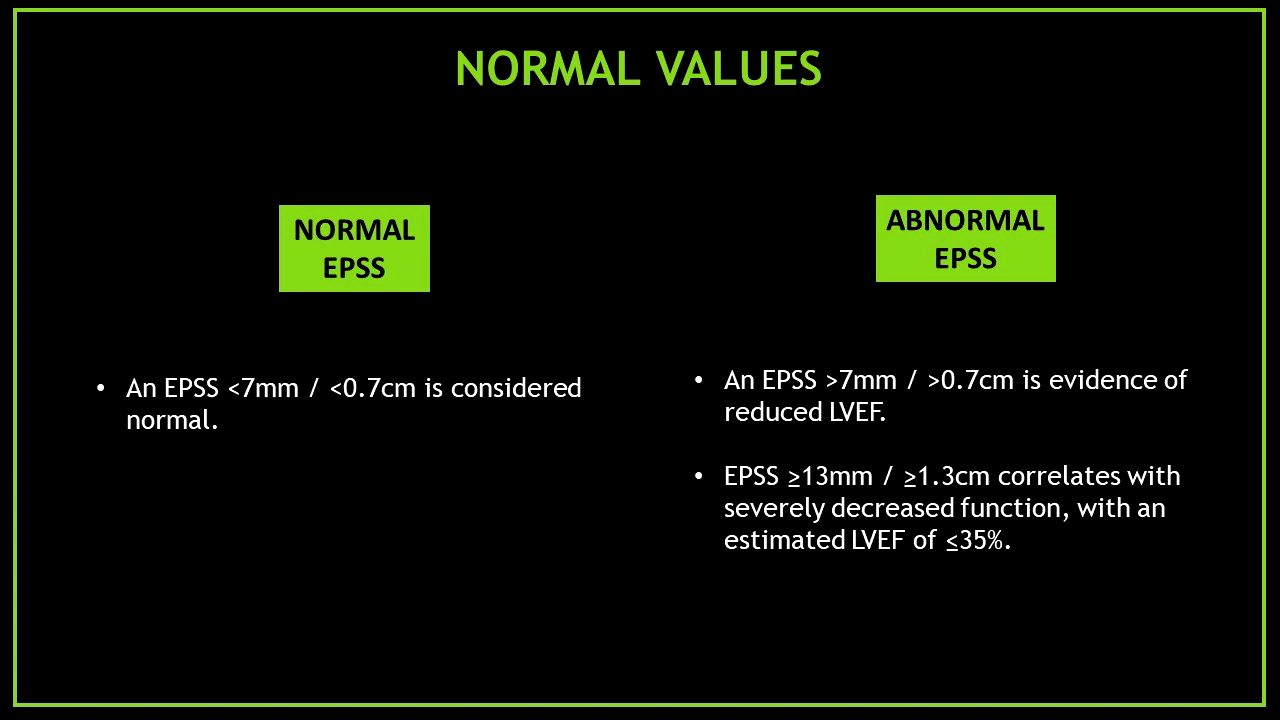 NORMAL VALUES
NORMAL
EPSS
• An EPSS <7mm / <0.7cm is considered
normal.
ABNORMAL
EPSS
• An EPSS >7mm / >0.7cm is evidence of
reduced LVEF.
• EPSS ≥13mm / ≥1.3cm correlates with
severely decreased function, with an
estimated LVEF of ≤35%.